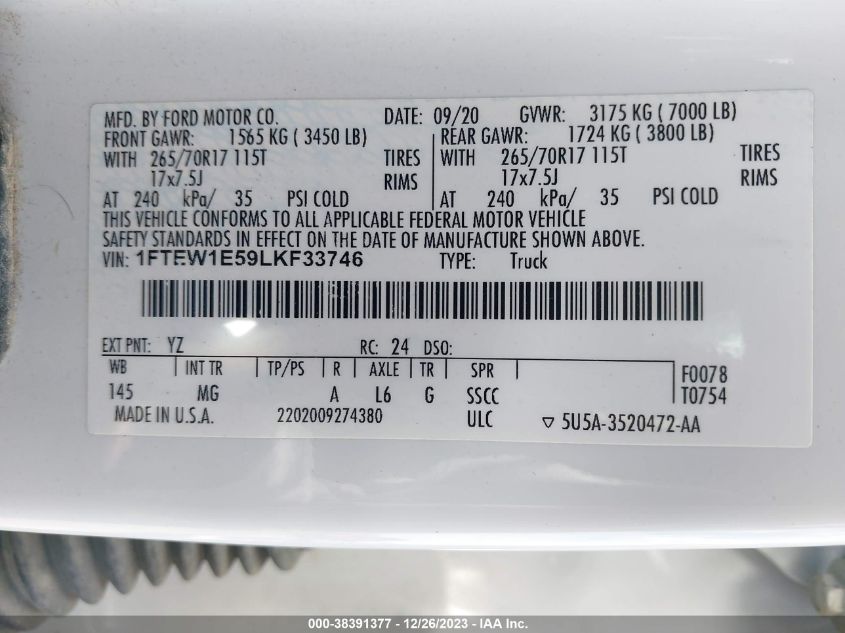 MFD. BY FORD MOTOR CO. DATE: 09/20 GVWR: 3175 KG ( 7000 LB)
FRONT GAWR: 1565 KG ( 3450 LB) REAR GAWR: 1724 KG ( 3800 LB)
WITH 265/70R17 115T TIRES WITH 265/70R17 115T TIRES
17x7.5J RIMS 17x7.5J RIMS
AT 240 kPa/ 35 PSI COLD AT 240 kPa/ 35 PSI COLD
THIS VEHICLE CONFORMS TO ALL APPLICABLE FEDERAL MOTOR VEHICLE
SAFETY STANDARDS IN EFFECT ON THE DATE OF MANUFACTURE SHOWN ABOVE.
VIN: 1FTEW1E59LKF33746 TYPE: Truck
EXT PNT: YZ RC: 24 DSO:
WB INT TR TP/PS R AXLE TR SPR F0078
145 MG A L6 G SSCC T0754
MADE IN U.S.A. 2202009274380 ULC ▽ 5U5A-3520472-AA
000-38391377 - 12/26/2023 - IAA Inc.